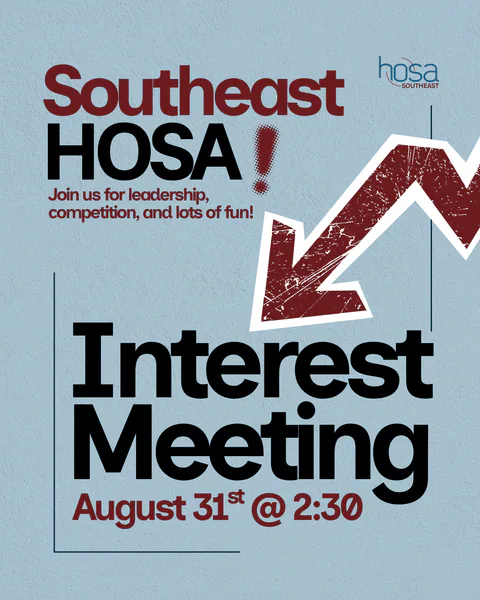 hosa
SOUTHEAST
Southeast
HOSA!
Join us for leadership,
competition, and lots of fun!
Interest
Meeting
August 31st @ 2:30